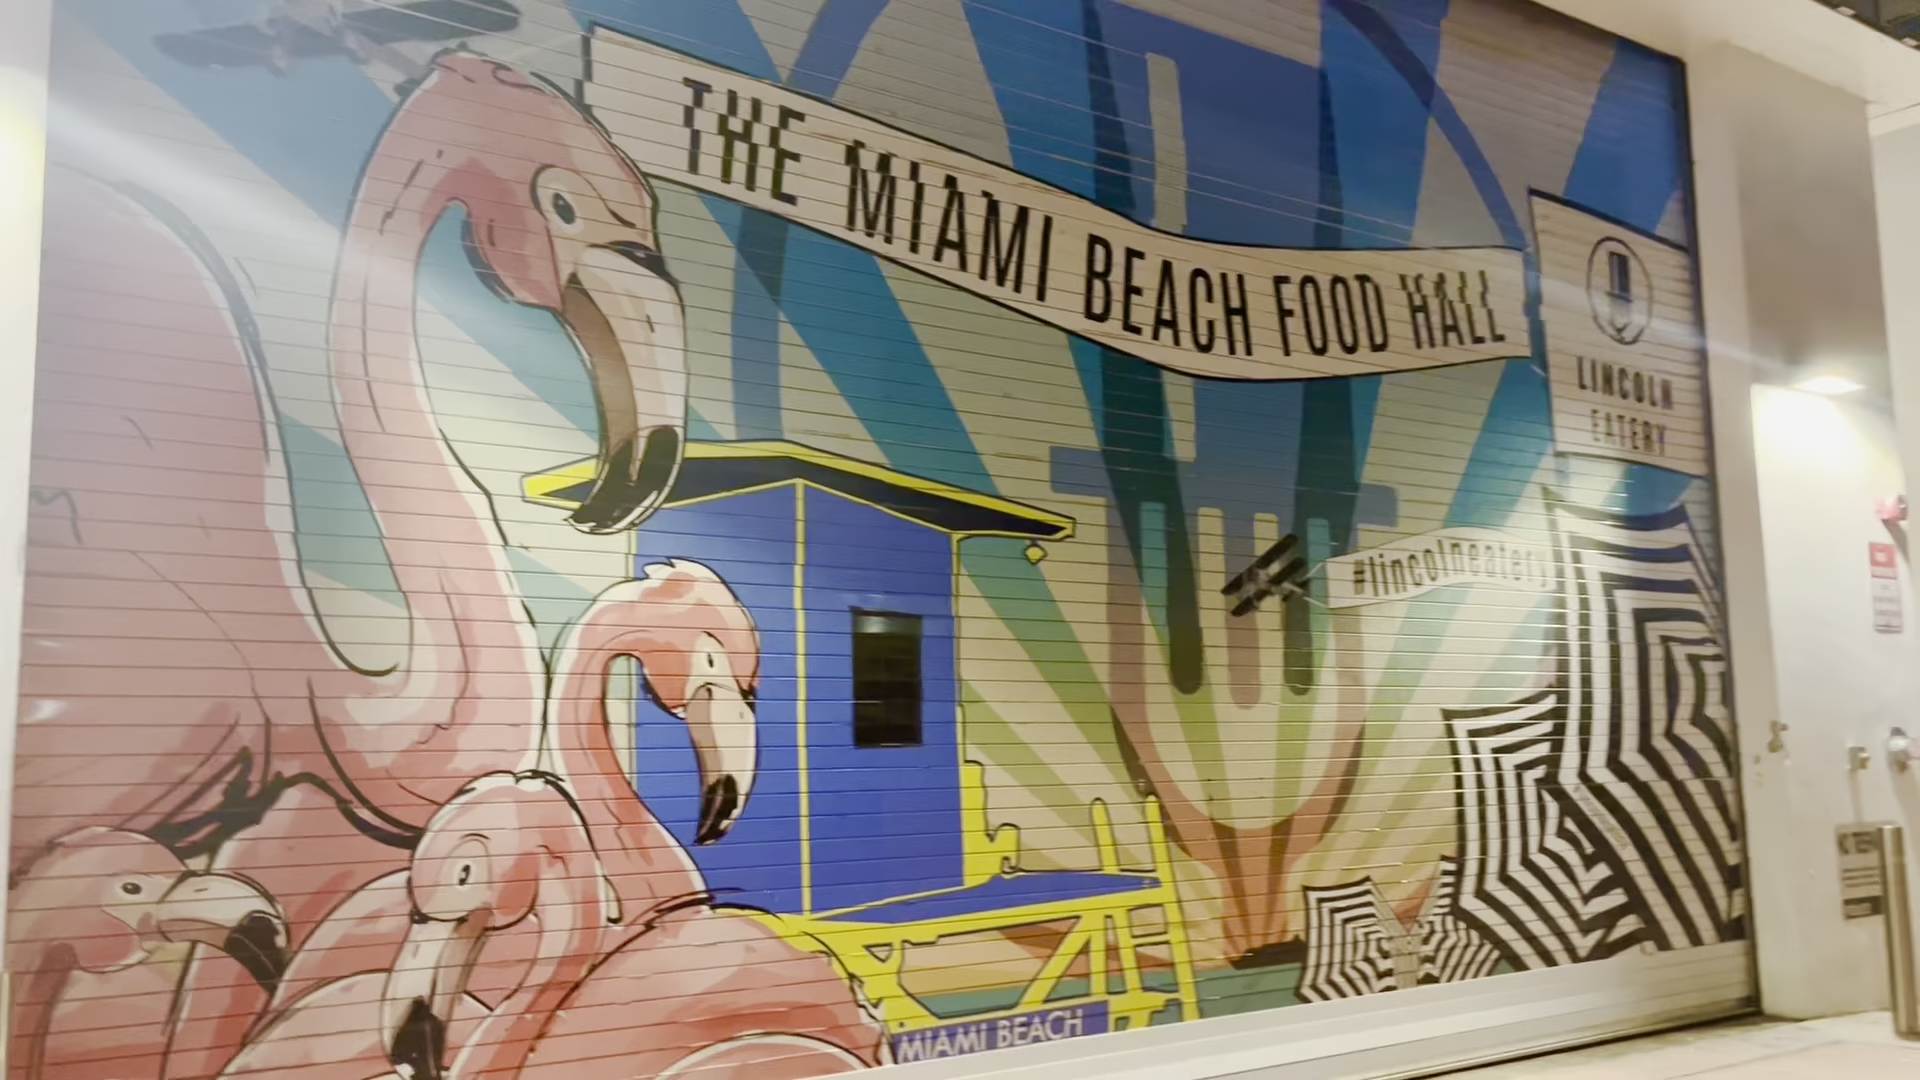 THE MIAMI BEACH FOOD HALL
LINCOLN
EATERY
#lincolneatery
MIAMI BEACH